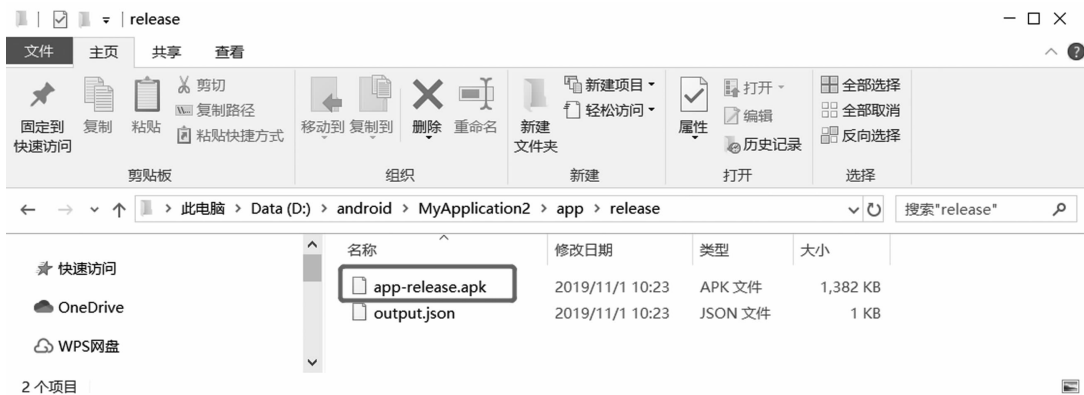 release
文件 主页 共享 查看
固定到快速访问
复制
粘贴
剪切
复制路径
粘贴快捷方式
剪贴板
移动到
复制到
删除
重命名
组织
新建文件夹
新建项目
轻松访问
新建
属性
打开
编辑
历史记录
打开
全部选择
全部取消
反向选择
选择
此电脑 > Data (D:) > android > MyApplication2 > app > release
搜索"release"
快速访问
OneDrive
WPS网盘
名称 修改日期 类型 大小
app-release.apk 2019/11/1 10:23 APK 文件 1,382 KB
output.json 2019/11/1 10:23 JSON 文件 1 KB
2 个项目